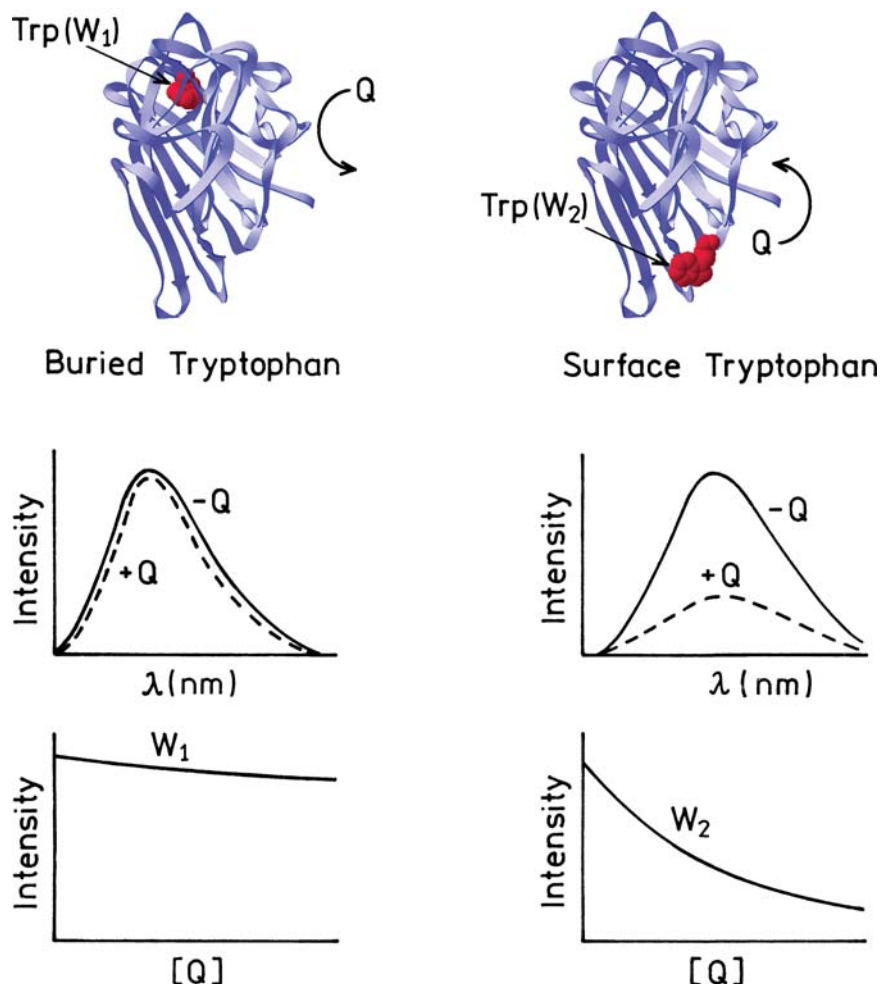 Trp(W₁)
Q
Trp(W₂)
Q
Buried Tryptophan
Surface Tryptophan
Intensity
-Q
+Q
λ(nm)
Intensity
-Q
+Q
λ(nm)
Intensity
W₁
[Q]
Intensity
W₂
[Q]